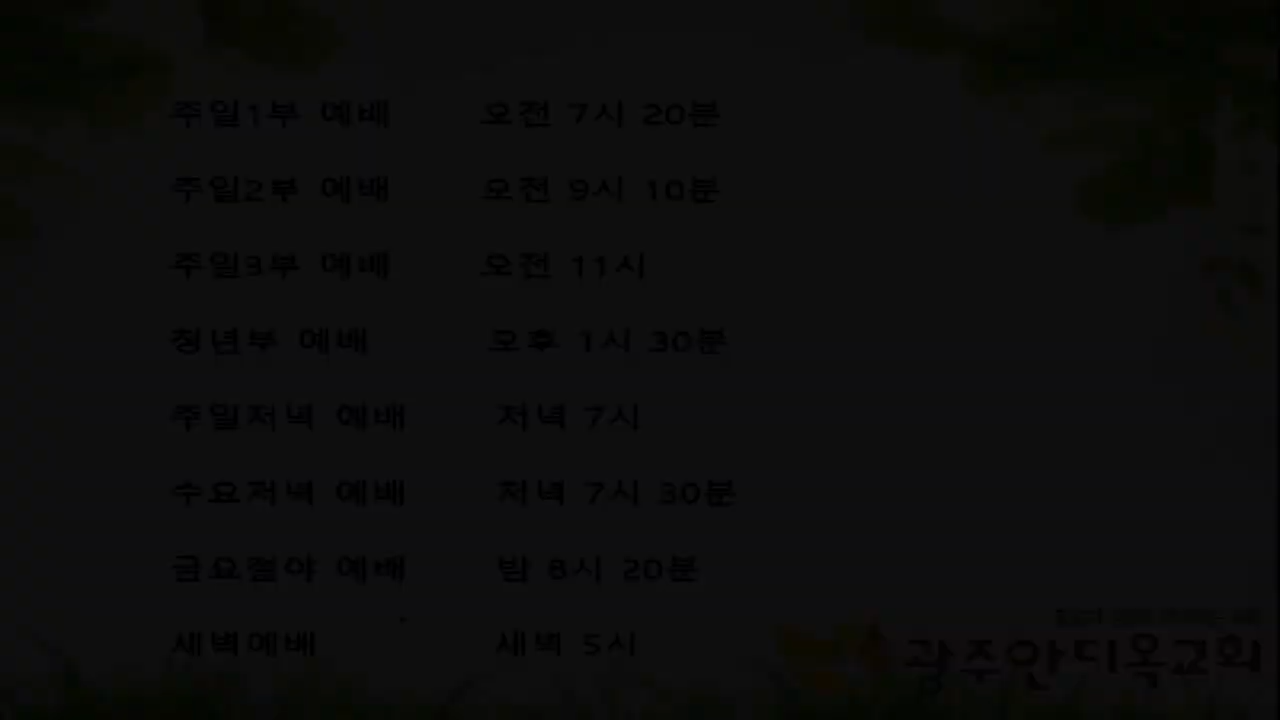 주일1부 예배 오전 7시 20분
주일2부 예배 오전 9시 10분
주일3부 예배 오전 11시
청년부 예배 오후 1시 30분
주일저녁 예배 저녁 7시
수요저녁 예배 저녁 7시 30분
금요철야 예배 밤 8시 20분
새벽예배 새벽 5시
광주안디옥교회